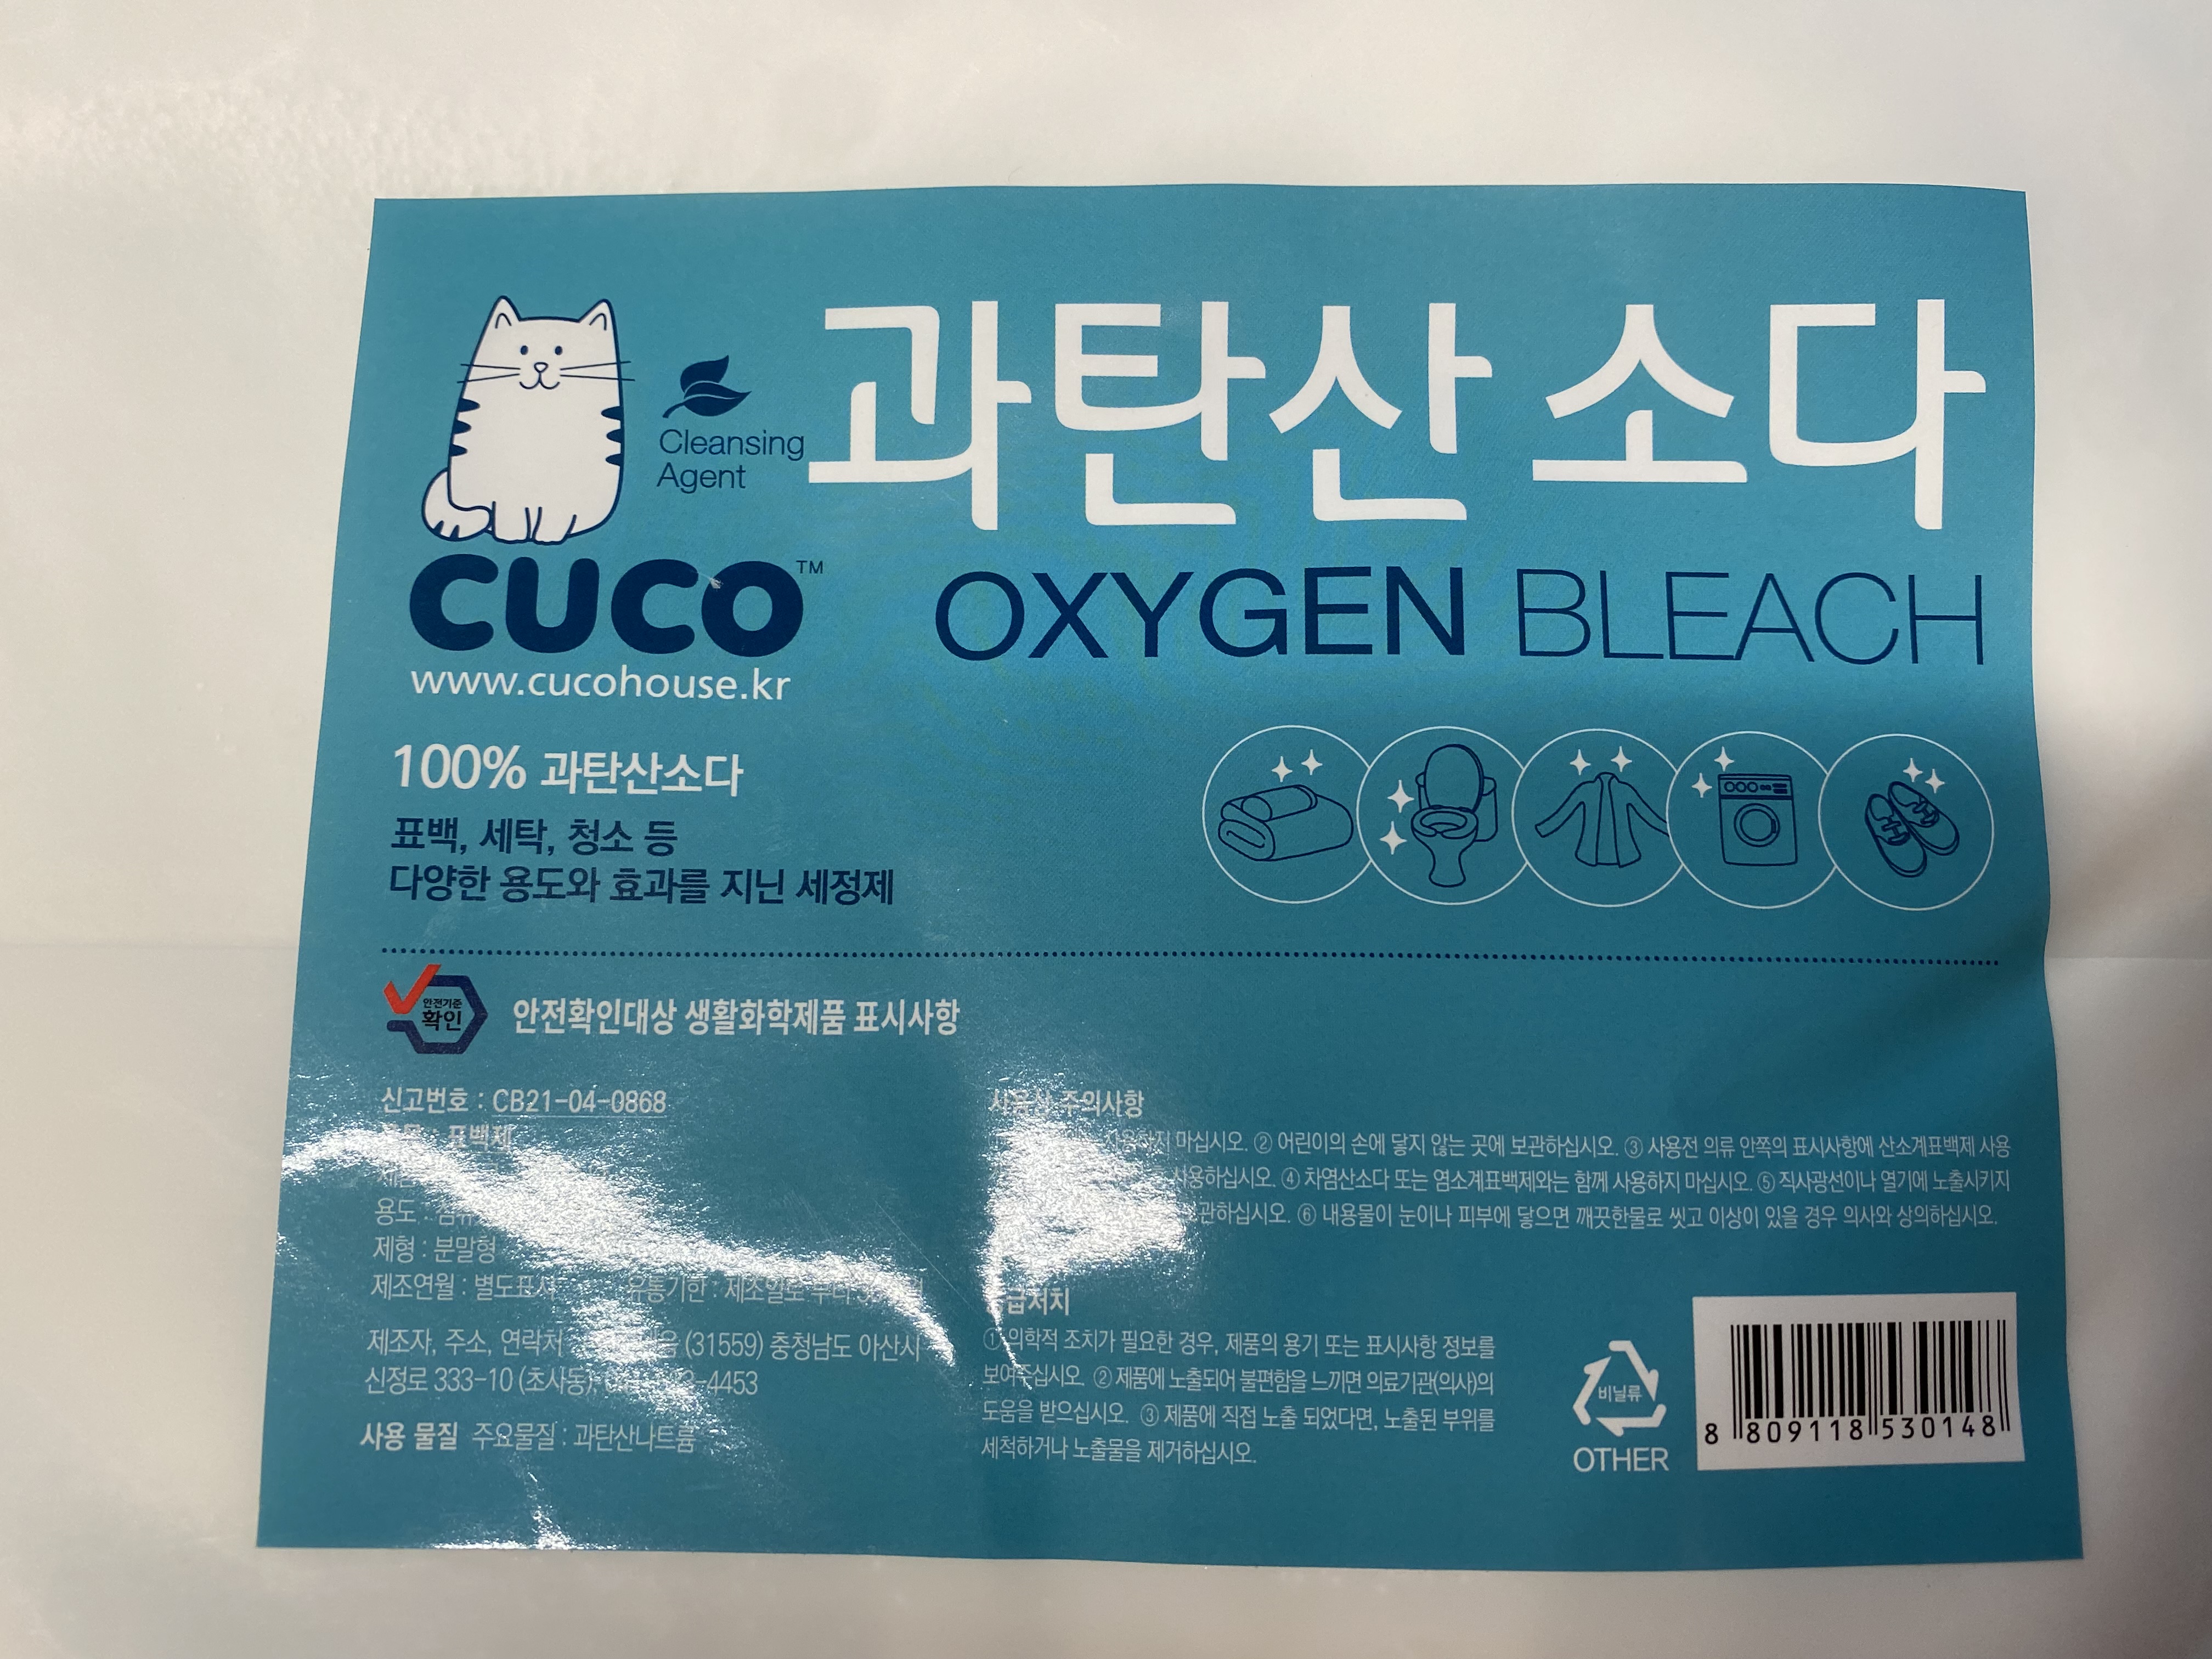 Cleansing
Agent
과탄산 소다
CUCO™
OXYGEN BLEACH
www.cucohouse.kr
100% 과탄산소다
표백, 세탁, 청소 등
다양한 용도와 효과를 지닌 세정제
안전기준
확인
안전확인대상 생활화학제품 표시사항
신고번호 : CB21-04-0868
표백제
용도 :
제형 : 분말형
제조연월 : 별도표시 유통기한 : 제조일로 부터
제조자, 주소, 연락처 (31559) 충청남도 아산시
신정로 333-10 (초사동), -4453
사용 물질 주요물질 : 과탄산나트륨
사용상 주의사항
마십시오. ② 어린이의 손에 닿지 않는 곳에 보관하십시오. ③ 사용전 의류 안쪽의 표시사항에 산소계표백제 사용
사용하십시오. ④ 차염산소다 또는 염소계표백제와는 함께 사용하지 마십시오. ⑤ 직사광선이나 열기에 노출시키지
⑥ 내용물이 눈이나 피부에 닿으면 깨끗한물로 씻고 이상이 있을 경우 의사와 상의하십시오.
응급처치
① 의학적 조치가 필요한 경우, 제품의 용기 또는 표시사항 정보를
보여주십시오. ② 제품에 노출되어 불편함을 느끼면 의료기관(의사)의
도움을 받으십시오. ③ 제품에 직접 노출 되었다면, 노출된 부위를
세척하거나 노출물을 제거하십시오.
비닐류
OTHER
8 809118 530148